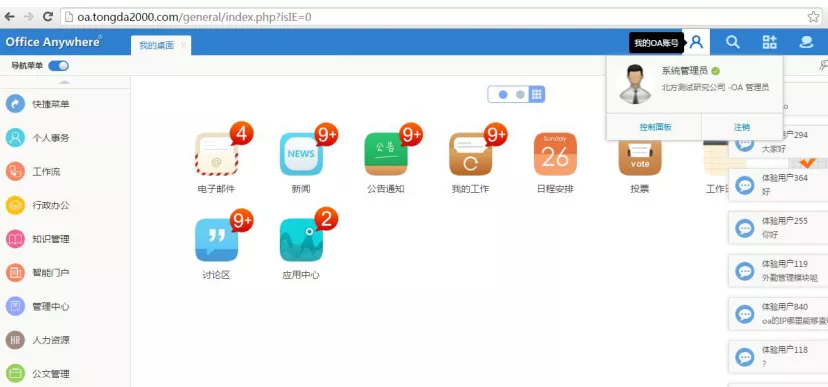 oa.tongda2000.com/general/index.php?isIE=0
Office Anywhere®
我的桌面
我的OA账号
导航菜单
系统管理员
北方测试研究公司 -OA 管理员
控制面板
注销
快捷菜单
个人事务
工作流
行政办公
知识管理
智能门户
管理中心
HR 人力资源
公文管理
4
@
电子邮件
9+
NEWS
新闻
9+
公告
公告通知
9+
我的工作
Sunday
26
日程安排
vote
投票
工作日
9+
讨论区
2
应用中心
体验用户294
大家好
体验用户364
好
体验用户255
你好
体验用户119
外勤管理模块呢
体验用户840
oa的IP哪里能够查
体验用户118
?